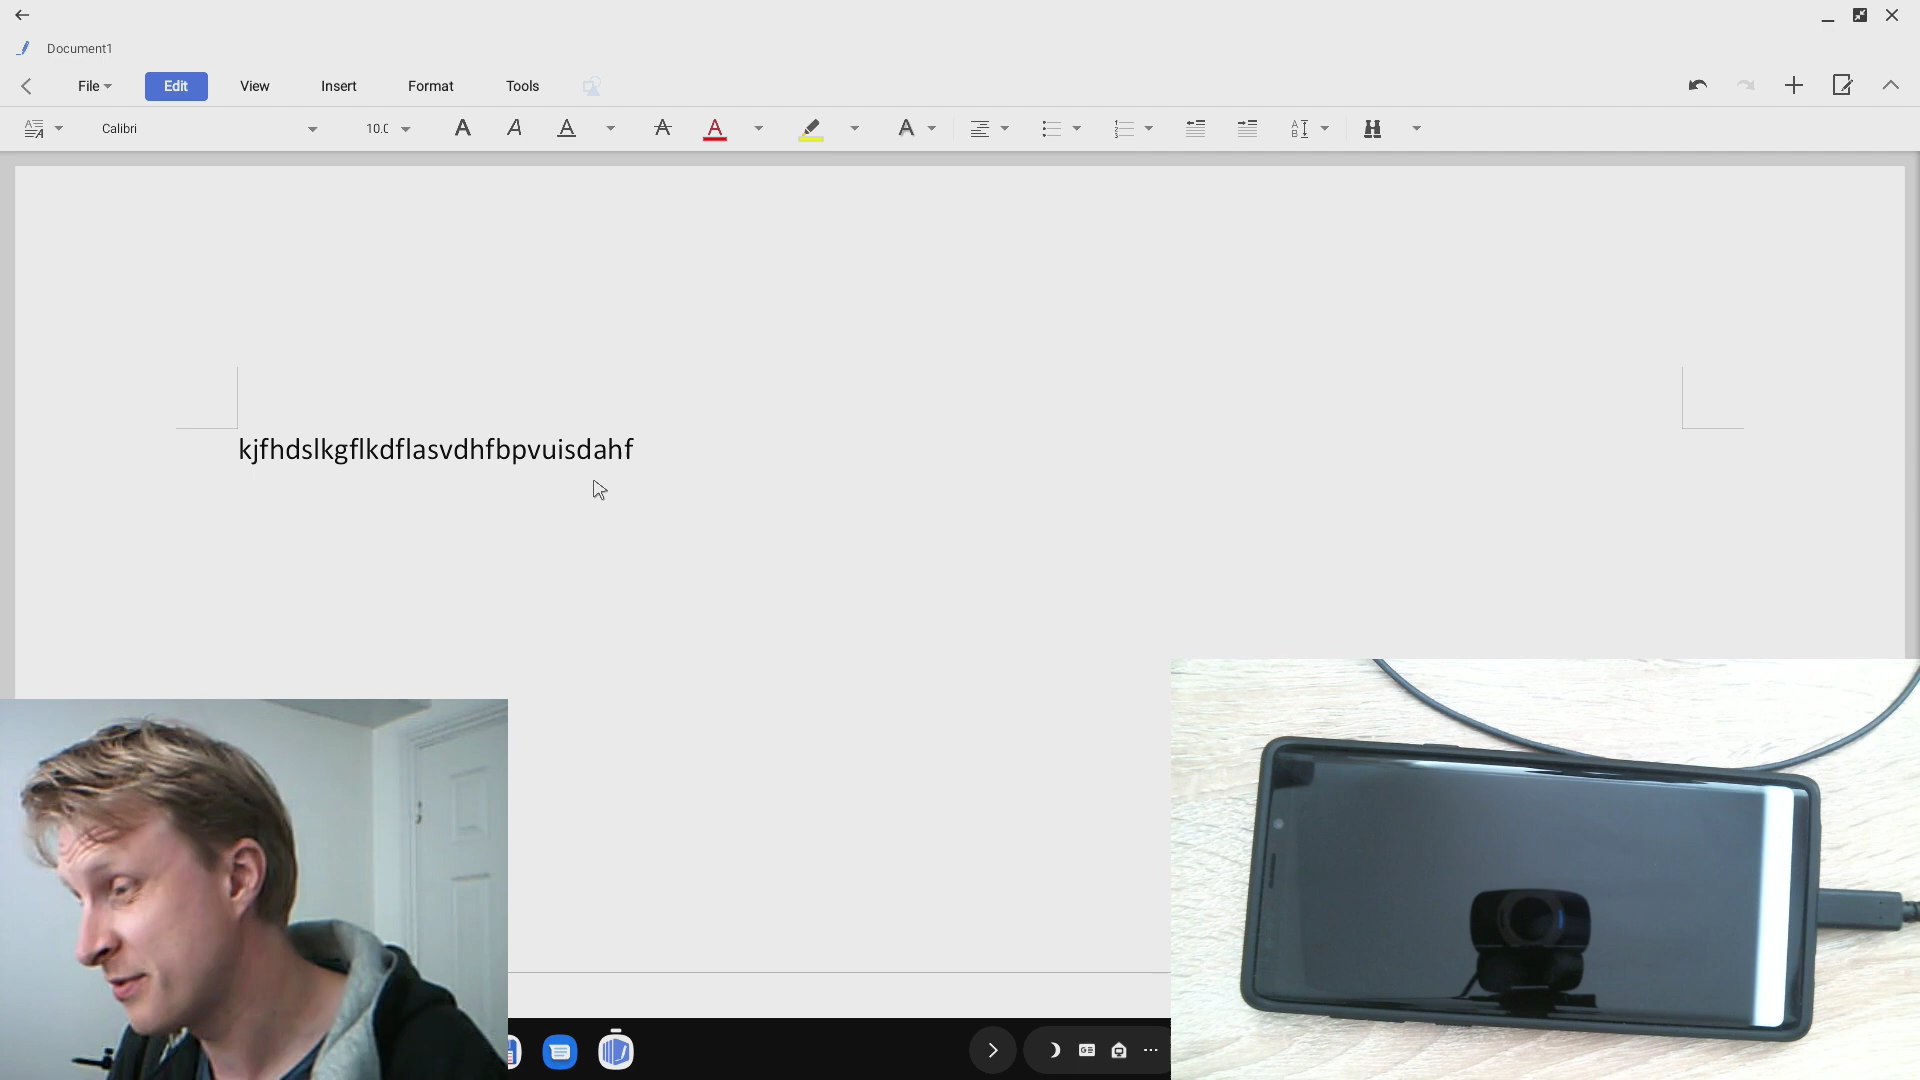 Document1
File Edit View Insert Format Tools
Calibri 10.0
kjfhdslkgflkdflasvdhfbpvuisdahf